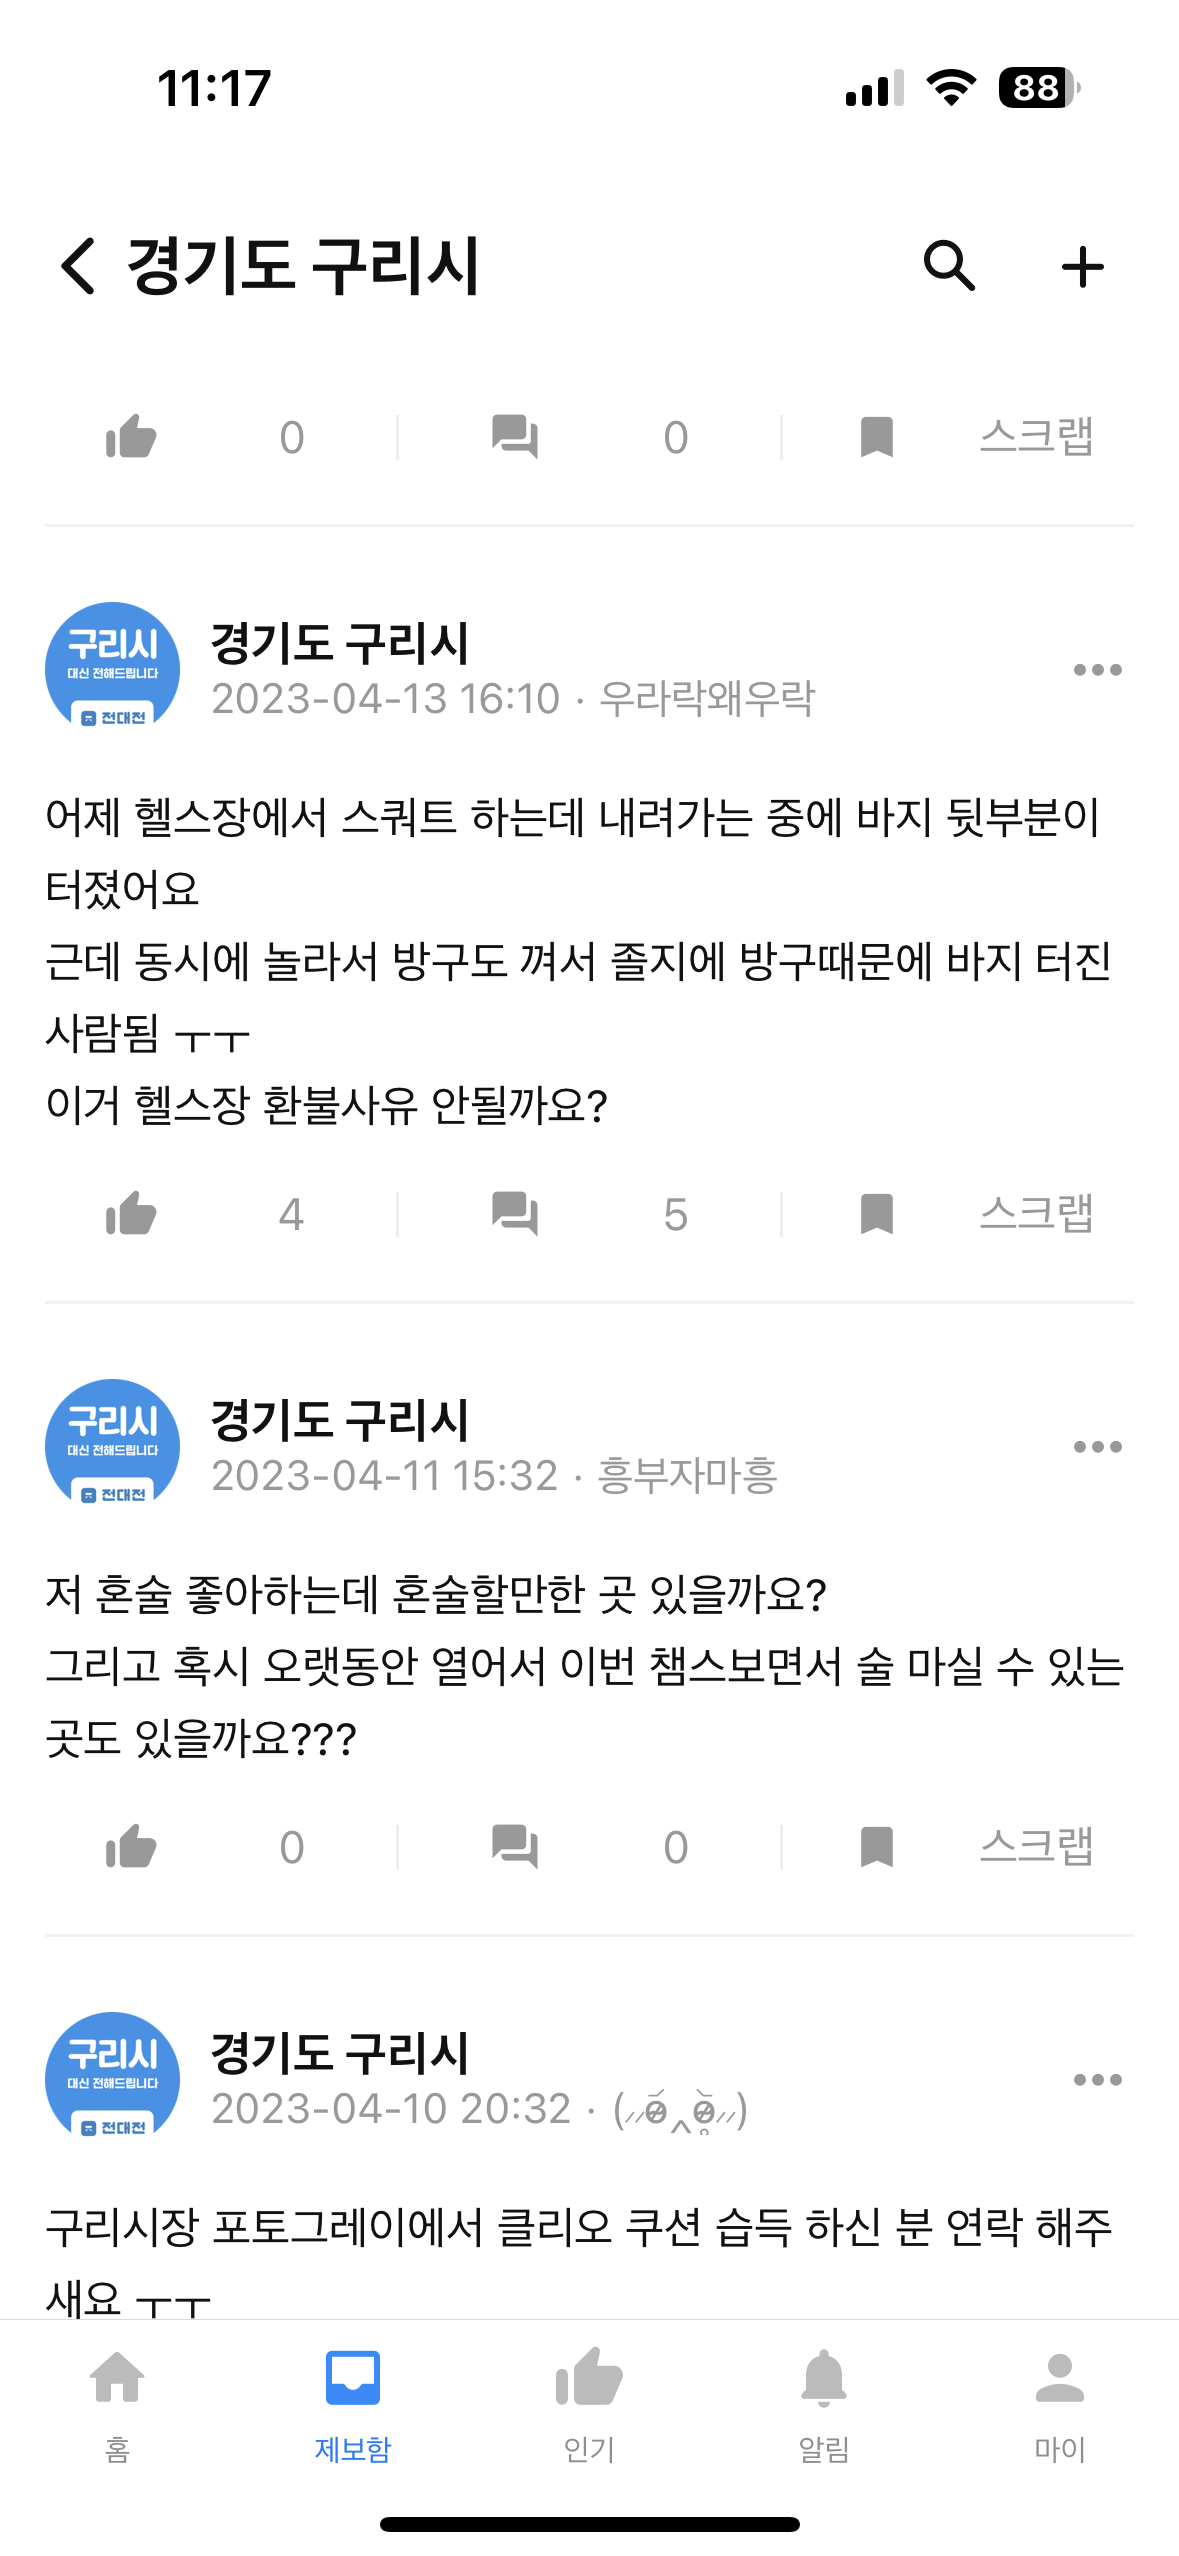 11:17
88
경기도 구리시
0
0
스크랩
구리시
대신 전해드립니다
전대전
경기도 구리시
2023-04-13 16:10 · 우라락왜우락
어제 헬스장에서 스쿼트 하는데 내려가는 중에 바지 뒷부분이
터졌어요
근데 동시에 놀라서 방구도 껴서 졸지에 방구때문에 바지 터진
사람됨 ㅜㅜ
이거 헬스장 환불사유 안될까요?
4
5
스크랩
구리시
대신 전해드립니다
전대전
경기도 구리시
2023-04-11 15:32 · 흥부자마흥
저 혼술 좋아하는데 혼술할만한 곳 있을까요?
그리고 혹시 오랫동안 열어서 이번 챔스보면서 술 마실 수 있는
곳도 있을까요???
0
0
스크랩
구리시
대신 전해드립니다
전대전
경기도 구리시
2023-04-10 20:32 ·
구리시장 포토그레이에서 클리오 쿠션 습득 하신 분 연락 해주
새요 ㅜㅜ
홈
제보함
인기
알림
마이